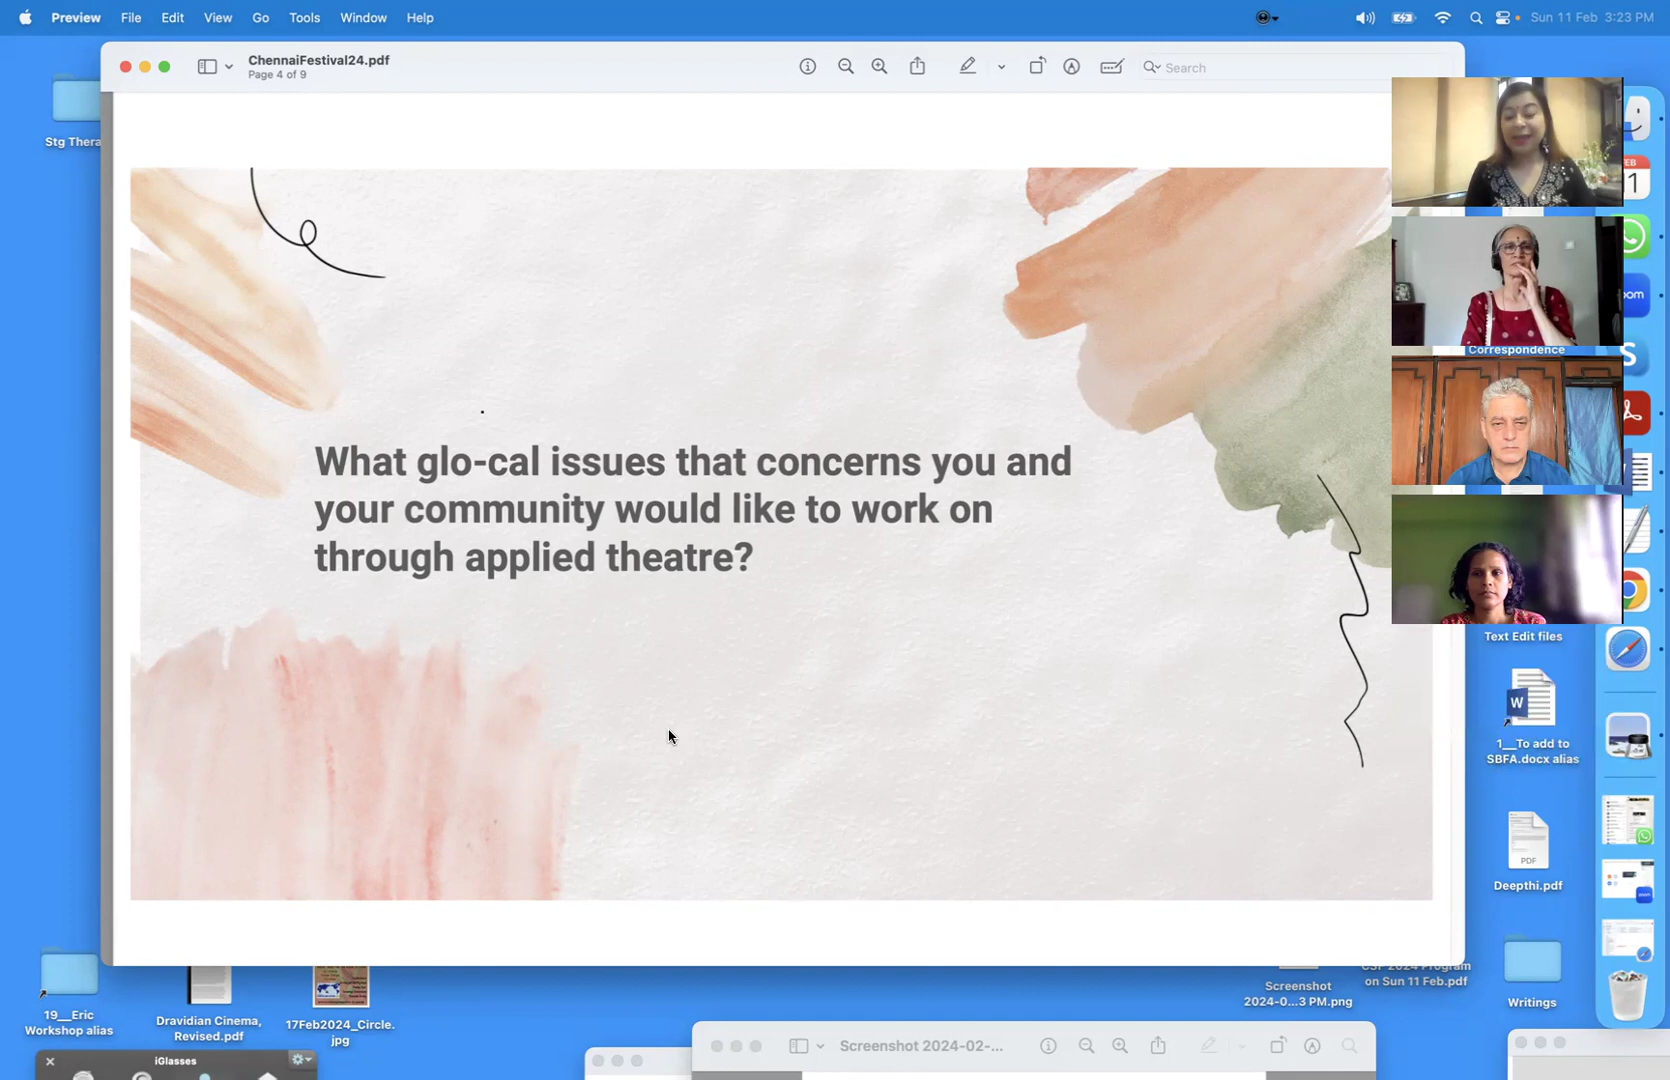 Preview File Edit View Go Tools Window Help
Sun 11 Feb 3:23 PM
ChennaiFestival24.pdf
Page 4 of 9
Search
Stg Thera
FEB
What glo-cal issues that concerns you and
your community would like to work on
through applied theatre?
Correspondence
Text Edit files
W
1__To add to
SBFA.docx alias
PDF
Deepthi.pdf
19__Eric
Workshop alias
Dravidian Cinema,
Revised.pdf
17Feb2024_Circle.
jpg
Screenshot
2024-0...3 PM.png
CSF 2024 Program
on Sun 11 Feb.pdf
Writings
iGlasses
Screenshot 2024-02-...